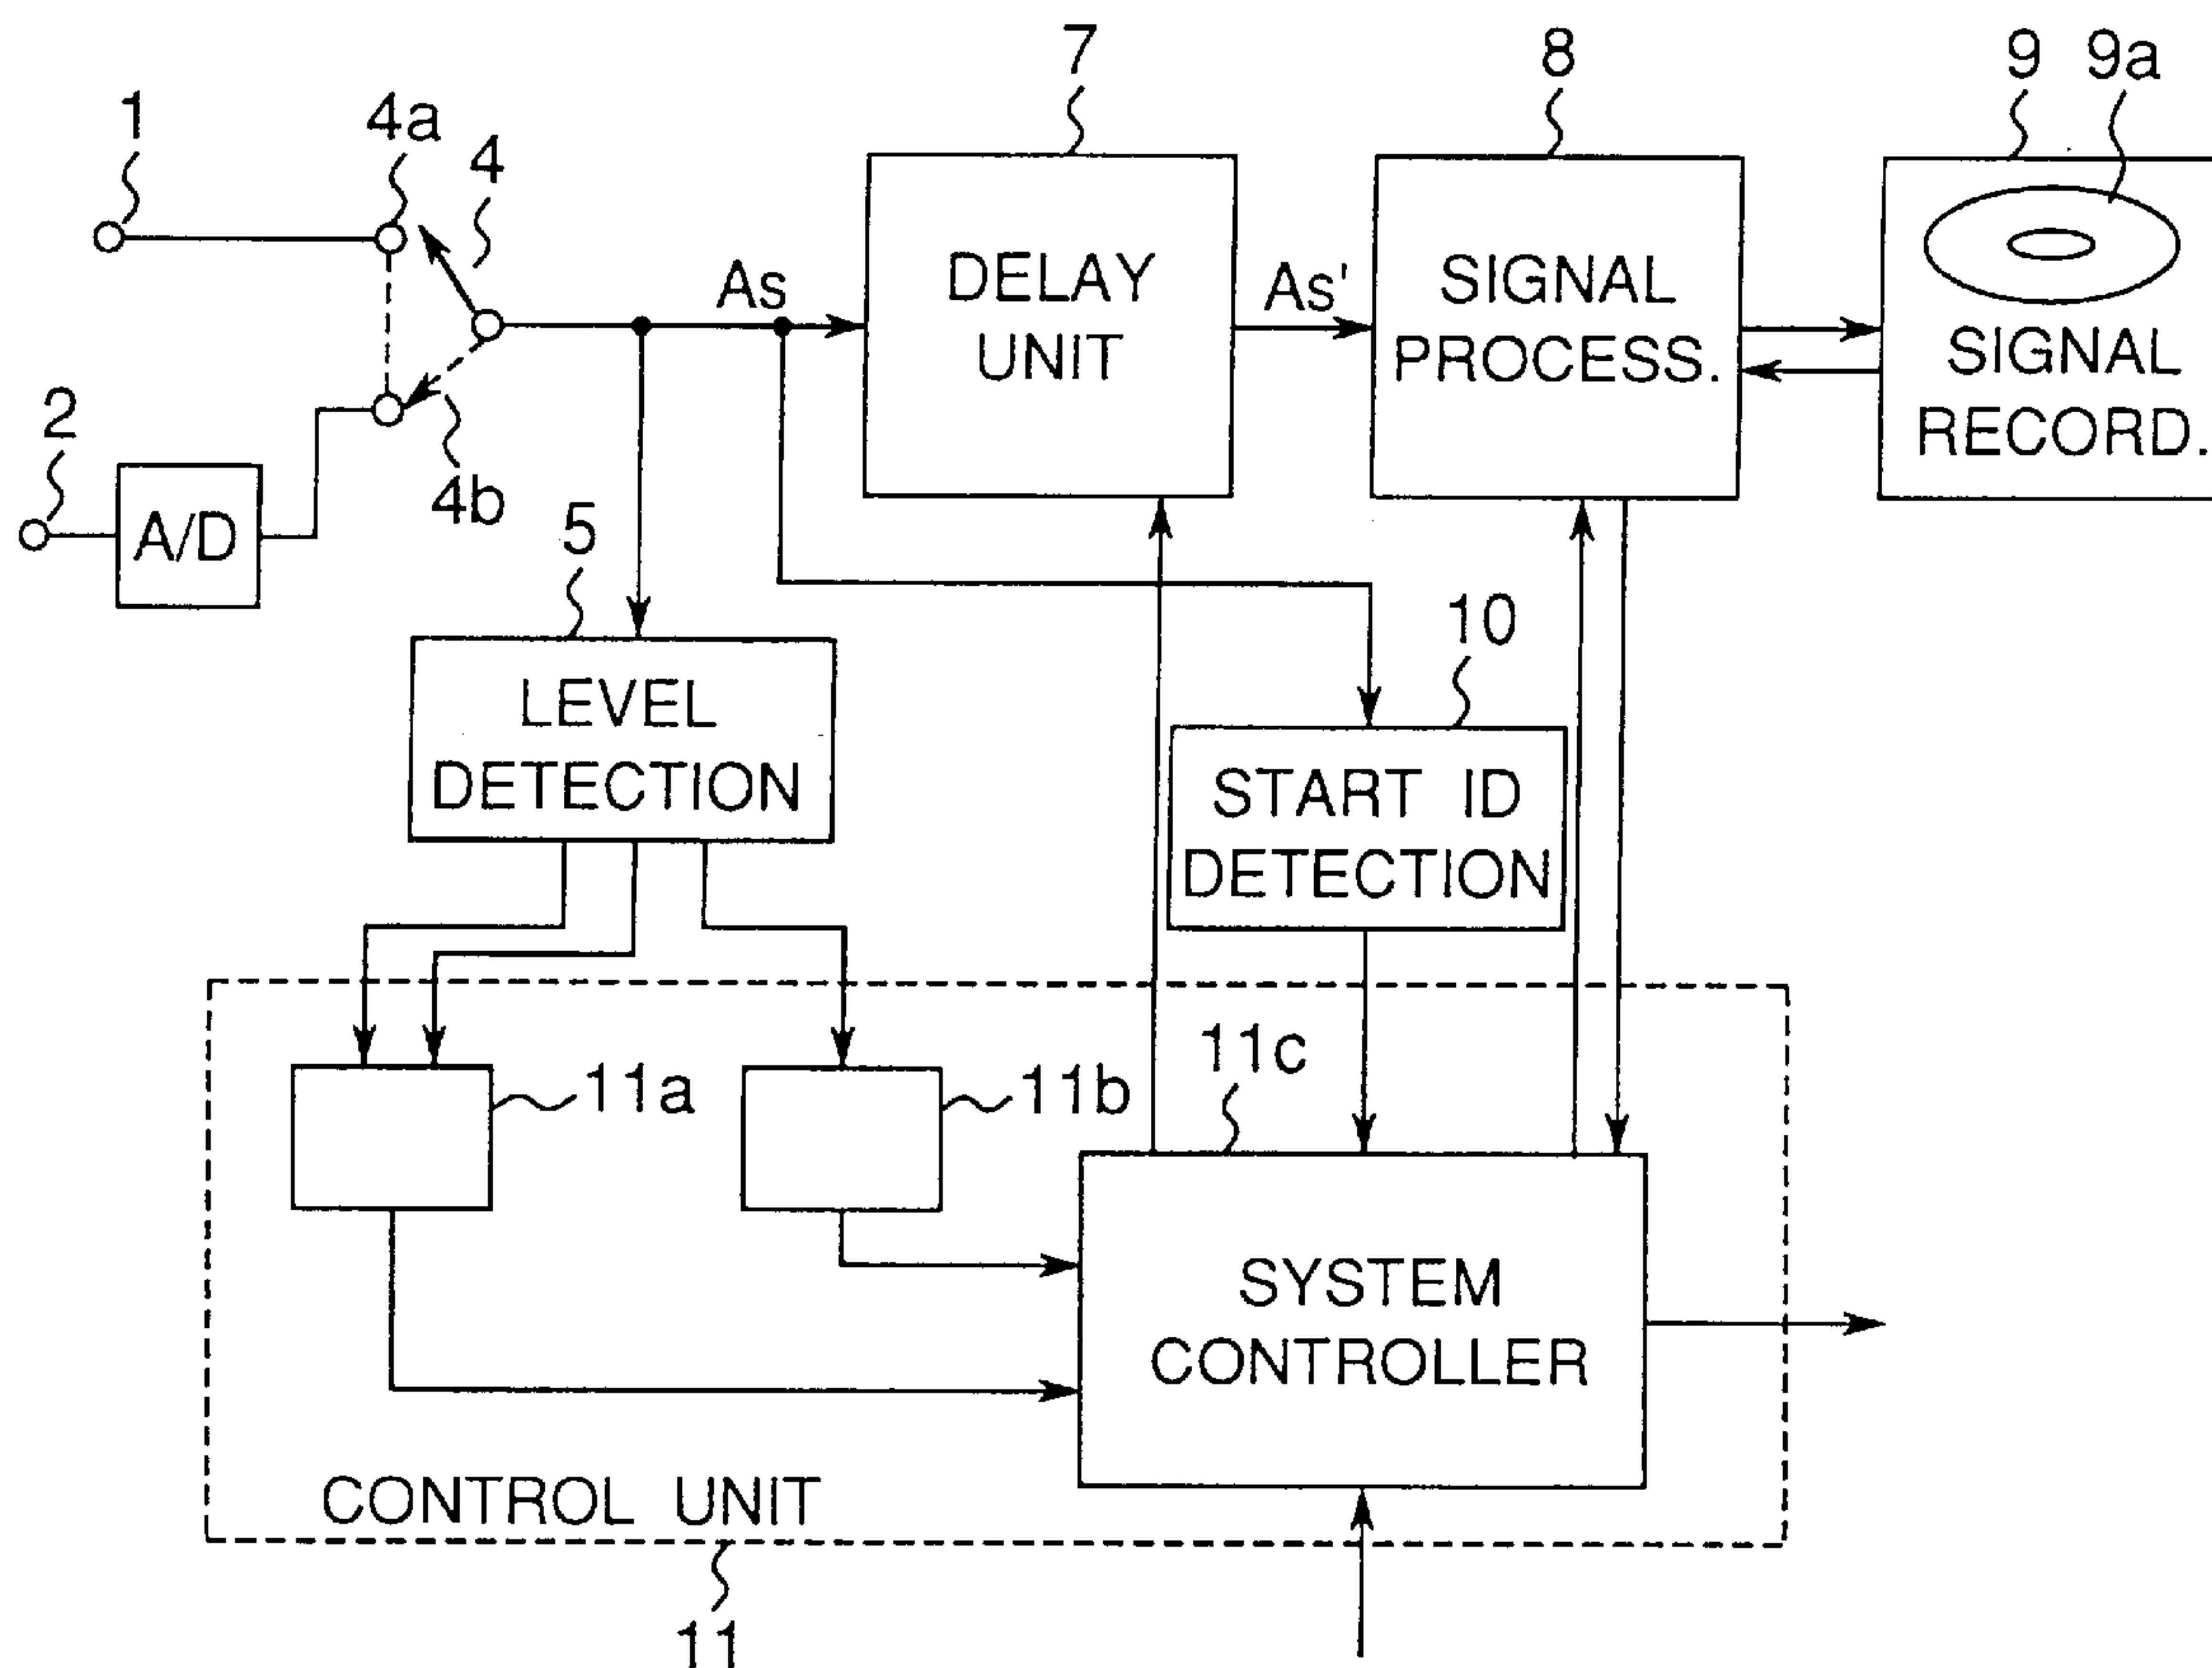 7
8
9
9a
1
4a
4
As
DELAY
UNIT
As'
SIGNAL
PROCESS.
SIGNAL
RECORD.
2
A/D
4b
5
10
LEVEL
DETECTION
START ID
DETECTION
11a
11b
11c
SYSTEM
CONTROLLER
CONTROL UNIT
11